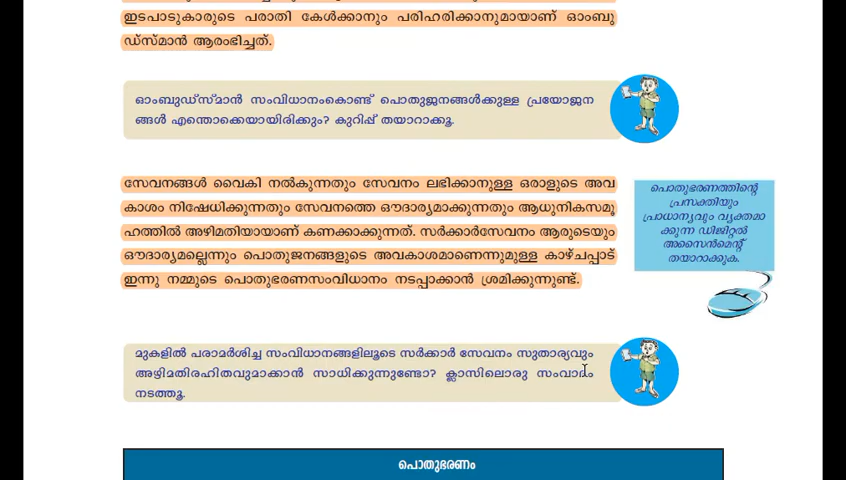 ഇടപാടുകാരുടെ പരാതി കേൾക്കാനും പരിഹരിക്കാനുമായാണ് ഓംബു
ഡ്സ്മാൻ ആരംഭിച്ചത്.
ഓംബുഡ്സ്മാൻ സംവിധാനംകൊണ്ട് പൊതുജനങ്ങൾക്കുള്ള പ്രയോജന
ങ്ങൾ എന്തൊക്കെയായിരിക്കും? കുറിപ്പ് തയാറാക്കൂ.
സേവനങ്ങൾ വൈകി നൽകുന്നതും സേവനം ലഭിക്കാനുള്ള ഒരാളുടെ അവ
കാശം നിഷേധിക്കുന്നതും സേവനത്തെ ഔദാര്യമാക്കുന്നതും ആധുനികസമൂ
ഹത്തിൽ അഴിമതിയായാണ് കണക്കാക്കുന്നത്. സർക്കാർസേവനം ആരുടെയും
ഔദാര്യമല്ലെന്നും പൊതുജനങ്ങളുടെ അവകാശമാണെന്നുമുള്ള കാഴ്ചപ്പാട്
ഇന്നു നമ്മുടെ പൊതുഭരണസംവിധാനം നടപ്പാക്കാൻ ശ്രമിക്കുന്നുണ്ട്.
പൊതുഭരണത്തിന്റെ
പ്രസക്തിയും
പ്രാധാന്യവും വ്യക്തമാ
ക്കുന്ന ഡിജിറ്റൽ
അസൈൻമെന്റ്
തയാറാക്കുക.
മുകളിൽ പരാമർശിച്ച സംവിധാനങ്ങളിലൂടെ സർക്കാർ സേവനം സുതാര്യവും
അഴിമതിരഹിതവുമാക്കാൻ സാധിക്കുന്നുണ്ടോ? ക്ലാസിലൊരു സംവാദം
നടത്തൂ.
പൊതുഭരണം